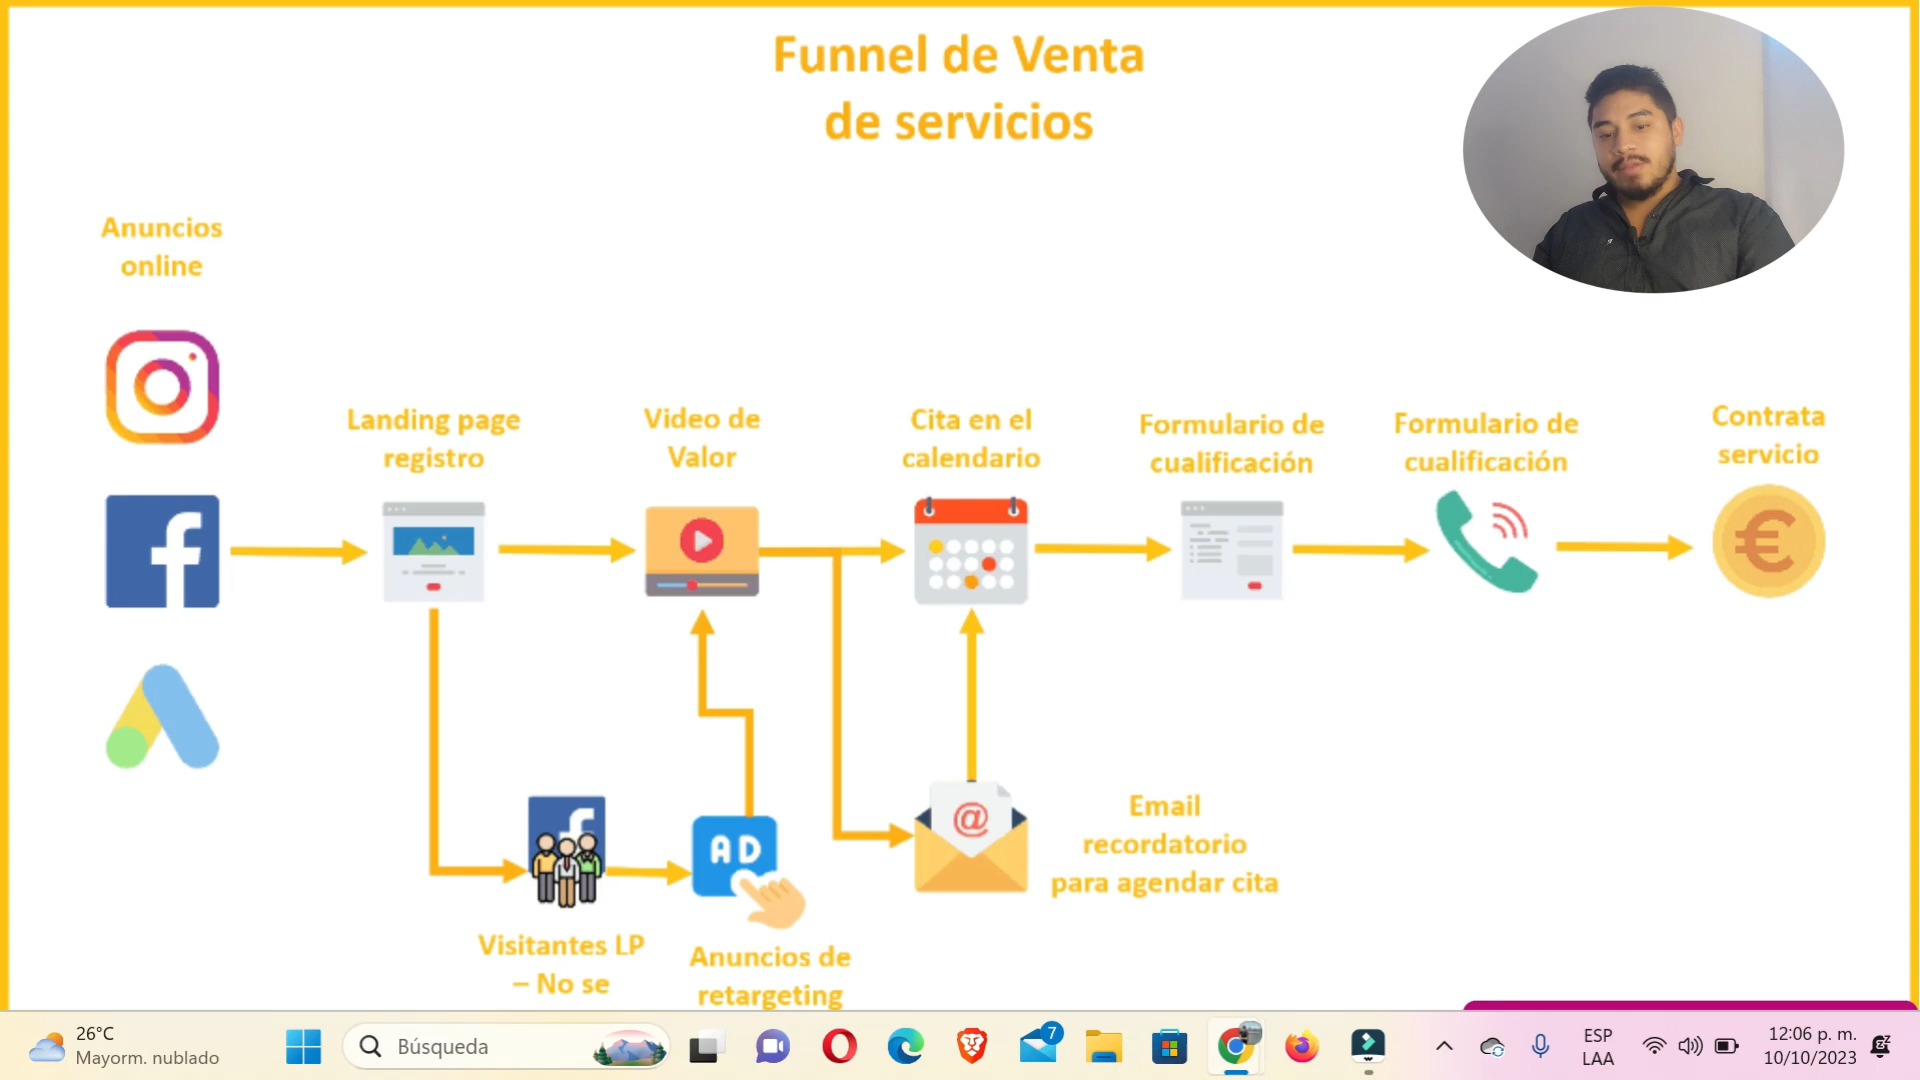 Funnel de Venta
de servicios
Anuncios
online
Landing page
registro
Video de
Valor
Cita en el
calendario
Formulario de
cualificación
Formulario de
cualificación
Contrata
servicio
AD
@
Email
recordatorio
para agendar cita
Visitantes LP
– No se
Anuncios de
retargeting
26°C
Mayorm. nublado
Búsqueda
7
ESP
LAA
12:06 p. m.
10/10/2023